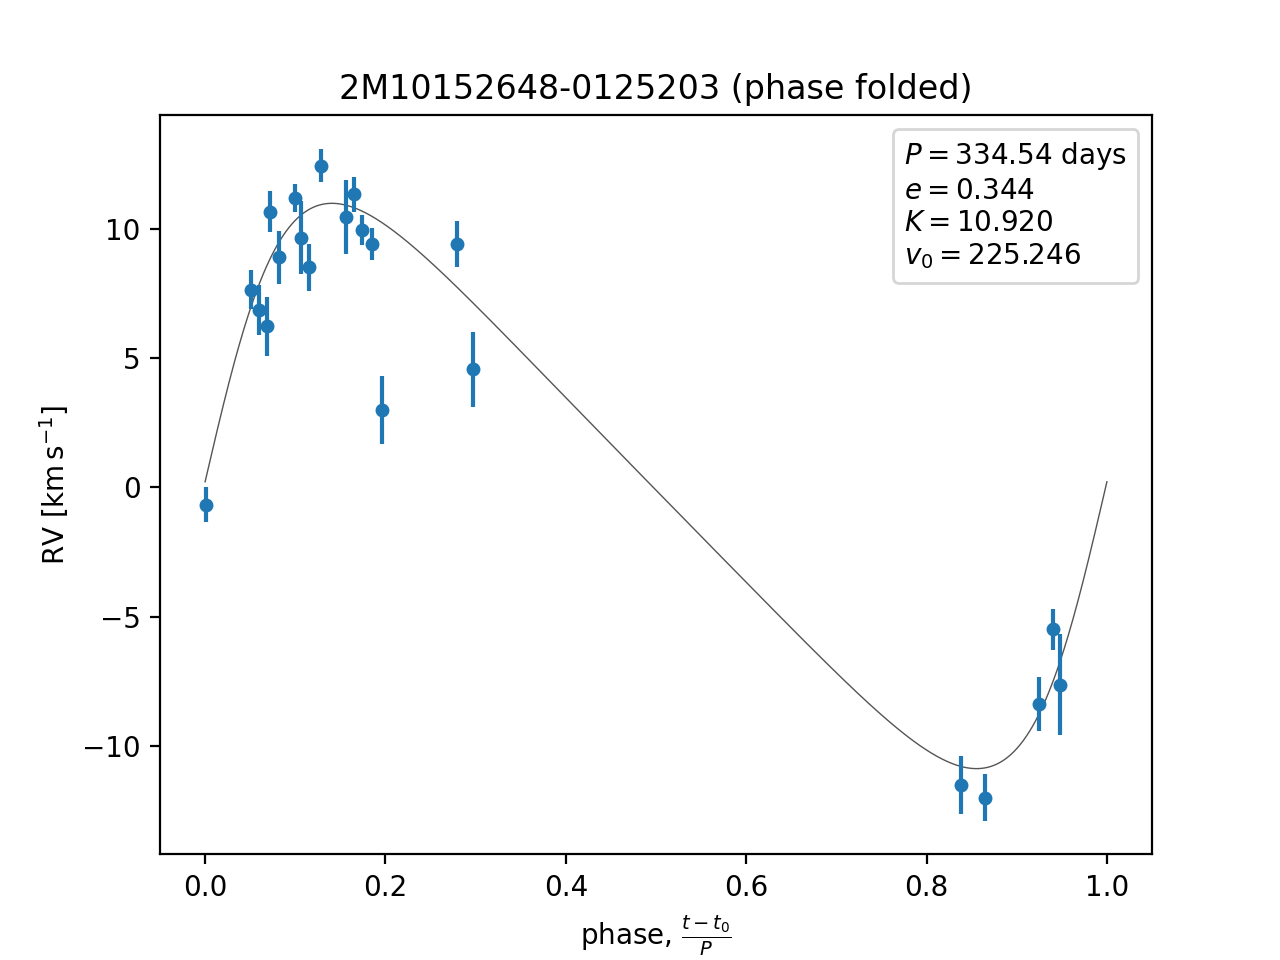 2M10152648-0125203 (phase folded)
P = 334.54 days
e = 0.344
K = 10.920
v₀ = 225.246
RV [km s⁻¹]
10
5
0
−5
−10
0.0 0.2 0.4 0.6 0.8 1.0
phase, (t − t₀)/P